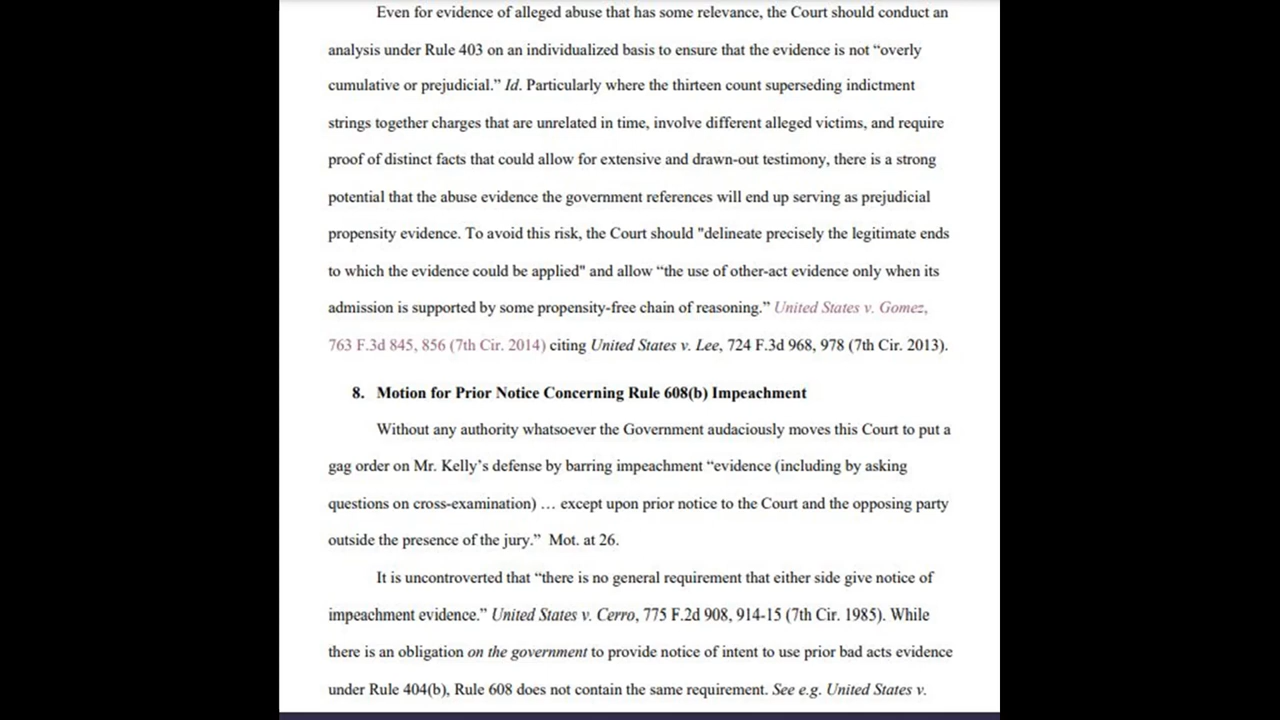 Even for evidence of alleged abuse that has some relevance, the Court should conduct an
analysis under Rule 403 on an individualized basis to ensure that the evidence is not “overly
cumulative or prejudicial.” Id. Particularly where the thirteen count superseding indictment
strings together charges that are unrelated in time, involve different alleged victims, and require
proof of distinct facts that could allow for extensive and drawn-out testimony, there is a strong
potential that the abuse evidence the government references will end up serving as prejudicial
propensity evidence. To avoid this risk, the Court should "delineate precisely the legitimate ends
to which the evidence could be applied" and allow “the use of other-act evidence only when its
admission is supported by some propensity-free chain of reasoning.” United States v. Gomez,
763 F.3d 845, 856 (7th Cir. 2014) citing United States v. Lee, 724 F.3d 968, 978 (7th Cir. 2013).
8. Motion for Prior Notice Concerning Rule 608(b) Impeachment
Without any authority whatsoever the Government audaciously moves this Court to put a
gag order on Mr. Kelly’s defense by barring impeachment “evidence (including by asking
questions on cross-examination) … except upon prior notice to the Court and the opposing party
outside the presence of the jury.” Mot. at 26.
It is uncontroverted that “there is no general requirement that either side give notice of
impeachment evidence.” United States v. Cerro, 775 F.2d 908, 914-15 (7th Cir. 1985). While
there is an obligation on the government to provide notice of intent to use prior bad acts evidence
under Rule 404(b), Rule 608 does not contain the same requirement. See e.g. United States v.